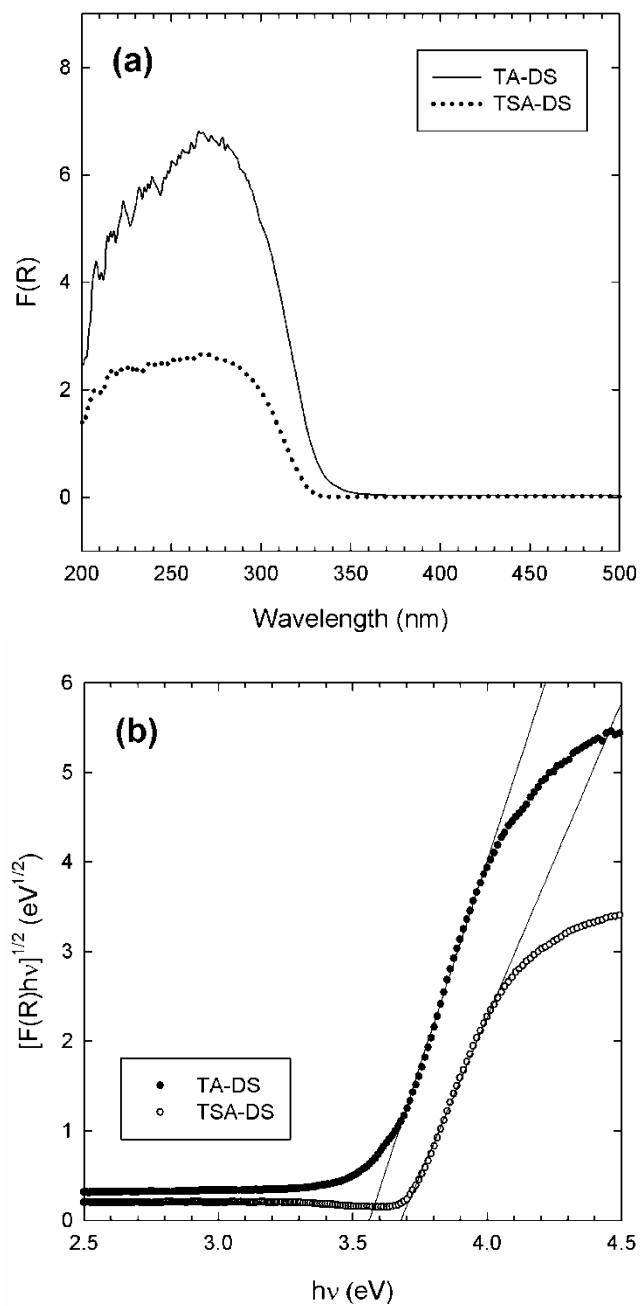 (a)
TA-DS
TSA-DS
8
6
4
2
0
F(R)
200 250 300 350 400 450 500
Wavelength (nm)
(b)
6
5
4
3
2
1
0
[F(R)hν]^1/2 (eV^1/2)
TA-DS
TSA-DS
2.5 3.0 3.5 4.0 4.5
hν (eV)